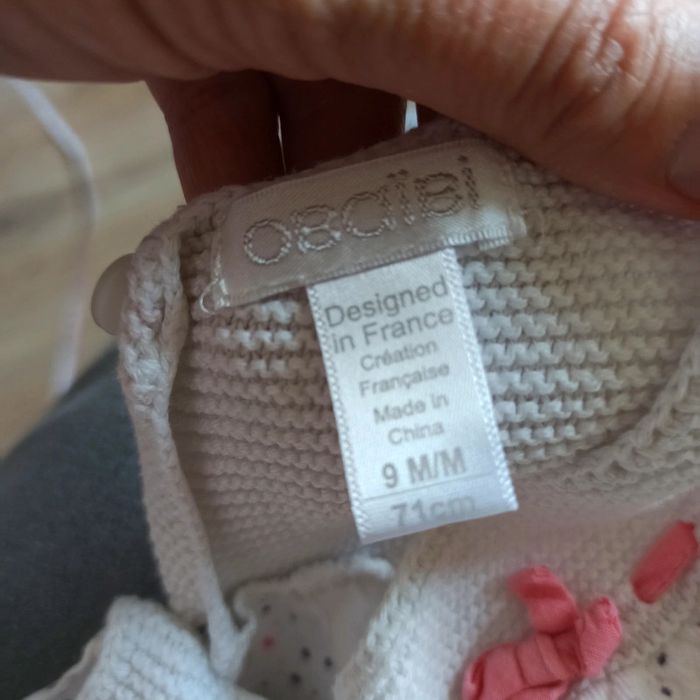 OBAÏBI
Designed
in France
Création
Française
Made in
China
9 M/M
71cm